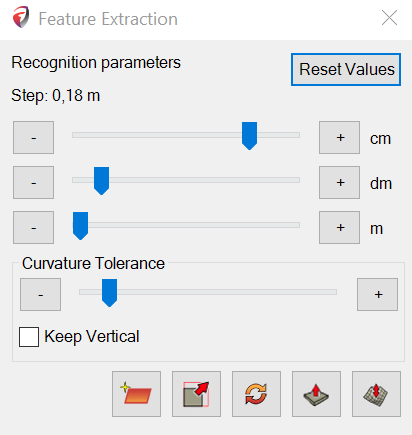 Feature Extraction
Recognition parameters
Reset Values
Step: 0,18 m
- + cm
- + dm
- + m
Curvature Tolerance
- +
Keep Vertical